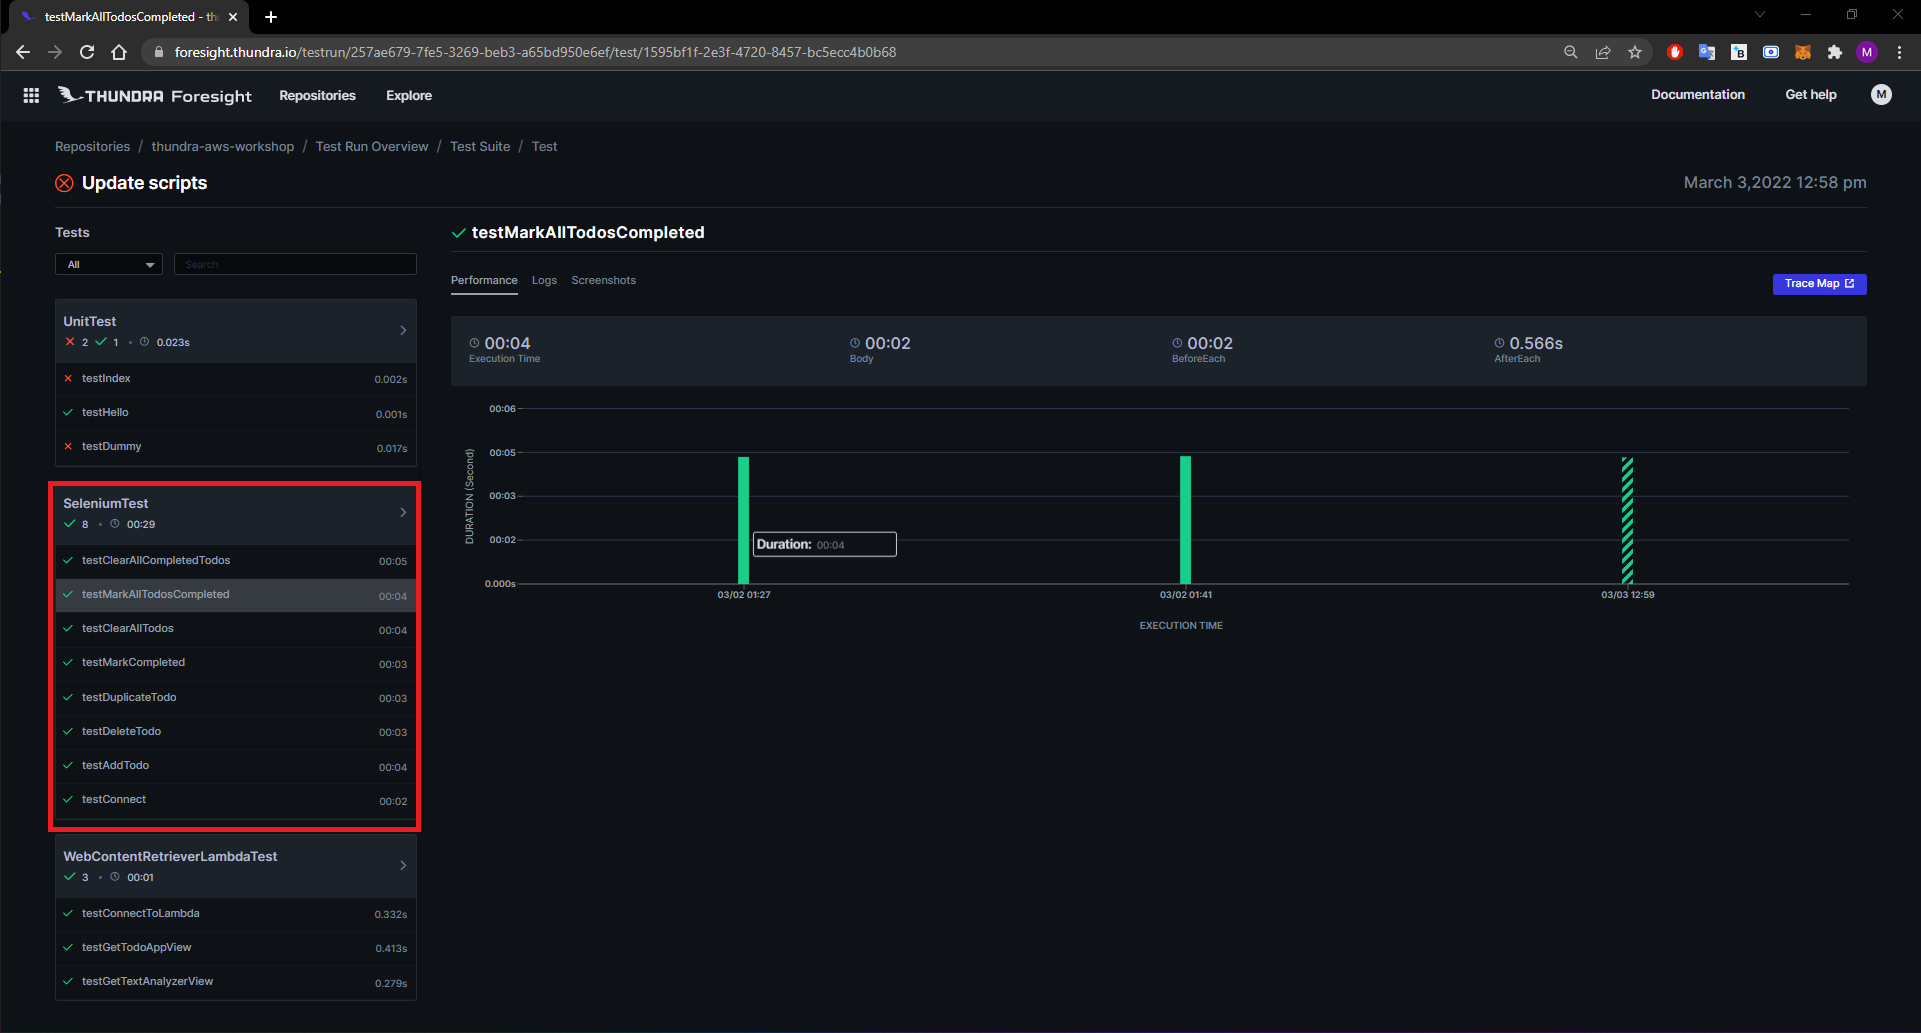 testMarkAllTodosCompleted - th
foresight.thundra.io/testrun/257ae679-7fe5-3269-beb3-a65bd950e6ef/test/1595bf1f-2e3f-4720-8457-bc5ecc4b0b68
M
THUNDRA Foresight
Repositories
Explore
Documentation
Get help
M
Repositories / thundra-aws-workshop / Test Run Overview / Test Suite / Test
Update scripts
March 3,2022 12:58 pm
Tests
All
Search
UnitTest
2 1 • 0.023s
testIndex 0.002s
testHello 0.001s
testDummy 0.017s
SeleniumTest
8 • 00:29
testClearAllCompletedTodos 00:05
testMarkAllTodosCompleted 00:04
testClearAllTodos 00:04
testMarkCompleted 00:03
testDuplicateTodo 00:03
testDeleteTodo 00:03
testAddTodo 00:04
testConnect 00:02
WebContentRetrieverLambdaTest
3 • 00:01
testConnectToLambda 0.332s
testGetTodoAppView 0.413s
testGetTextAnalyzerView 0.279s
testMarkAllTodosCompleted
Performance Logs Screenshots
Trace Map
00:04
Execution Time
00:02
Body
00:02
BeforeEach
0.566s
AfterEach
DURATION (Second)
00:06
00:05
00:03
00:02
0.000s
Duration: 00:04
03/02 01:27
03/02 01:41
03/03 12:59
EXECUTION TIME